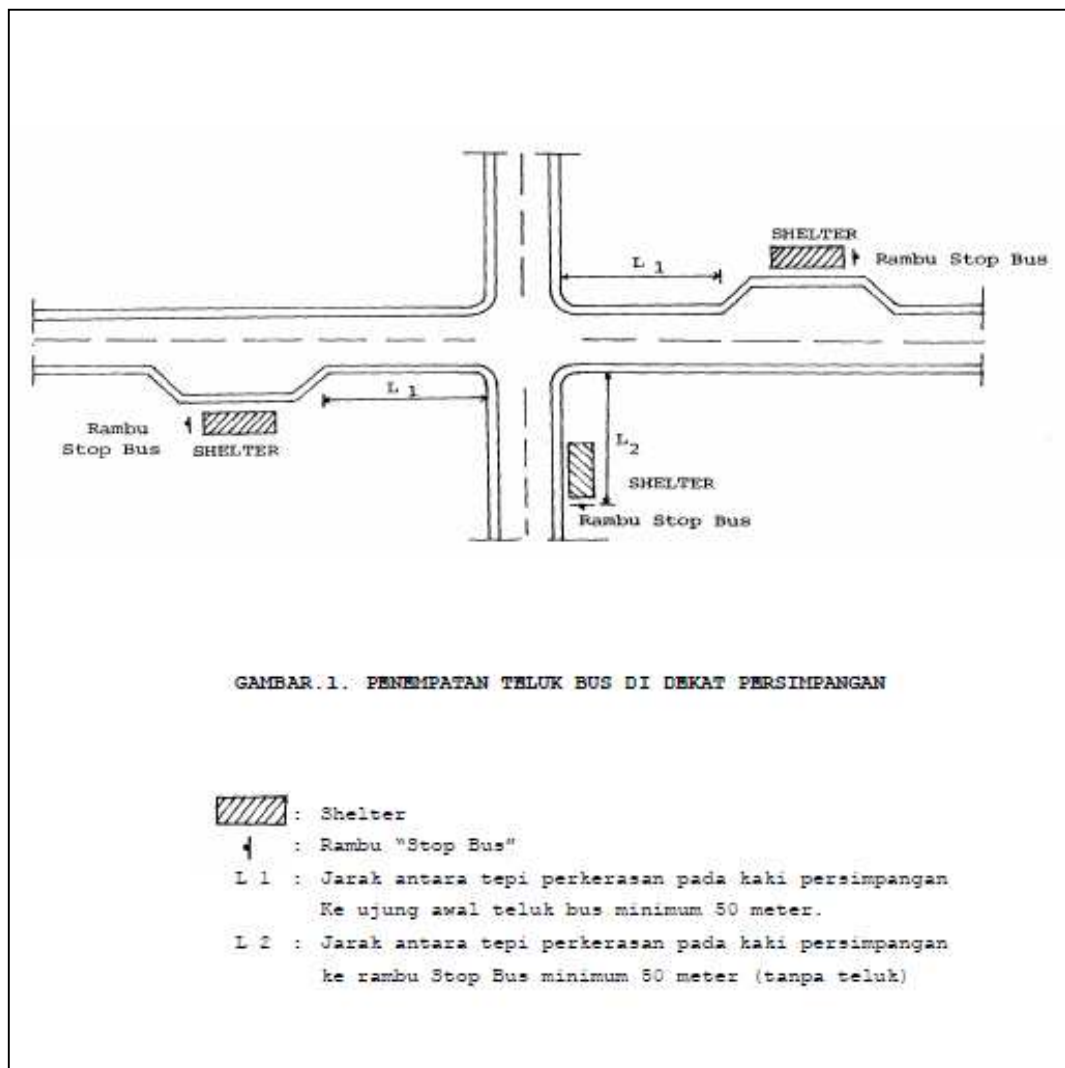 SHELTER
L 1
Rambu Stop Bus
L 1
Rambu
Stop Bus
SHELTER
L2
SHELTER
Rambu Stop Bus
GAMBAR.1. PENEMPATAN TELUK BUS DI DEKAT PERSIMPANGAN
: Shelter
: Rambu "Stop Bus"
L 1 : Jarak antara tepi perkerasan pada kaki persimpangan
Ke ujung awal teluk bus minimum 50 meter.
L 2 : Jarak antara tepi perkerasan pada kaki persimpangan
ke rambu Stop Bus minimum 50 meter (tanpa teluk)